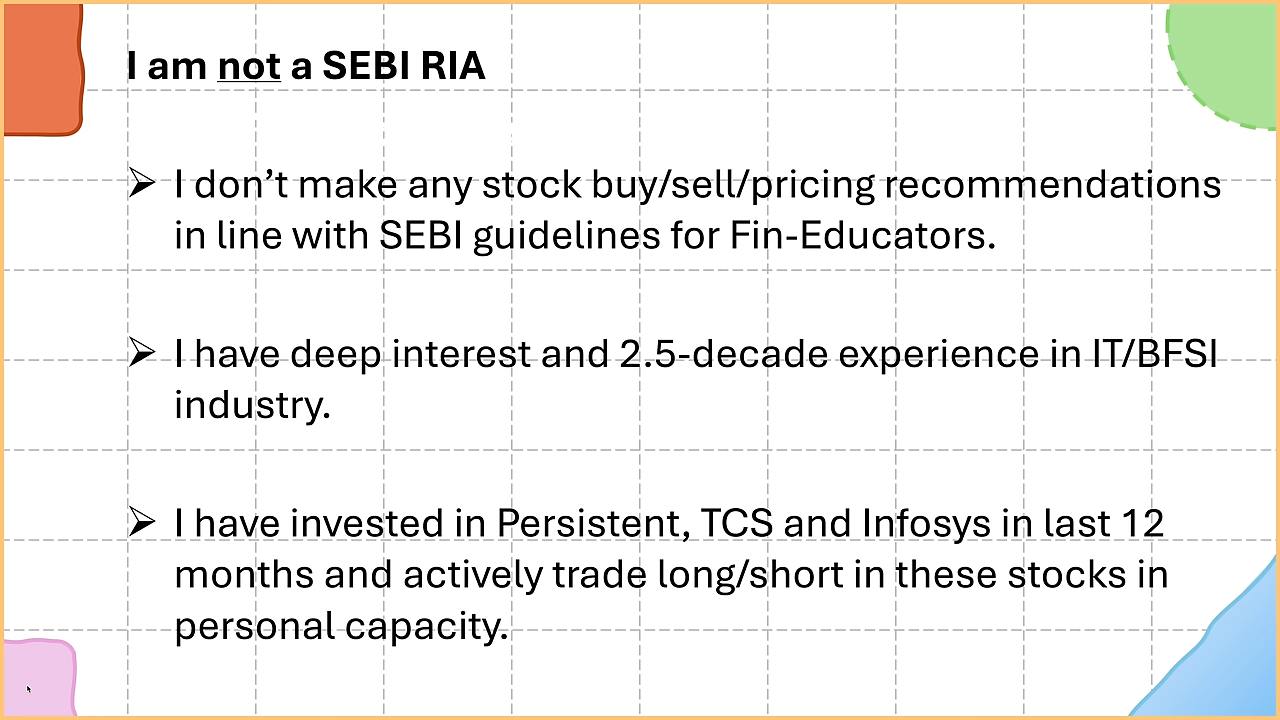 I am not a SEBI RIA
➢ I don’t make any stock buy/sell/pricing recommendations
in line with SEBI guidelines for Fin-Educators.
➢ I have deep interest and 2.5-decade experience in IT/BFSI
industry.
➢ I have invested in Persistent, TCS and Infosys in last 12
months and actively trade long/short in these stocks in
personal capacity.